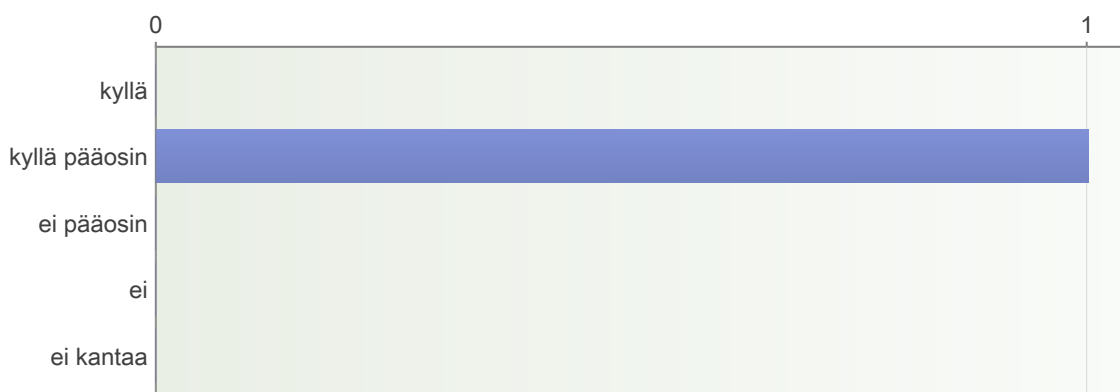 0 1
kyllä
kyllä pääosin
ei pääosin
ei
ei kantaa